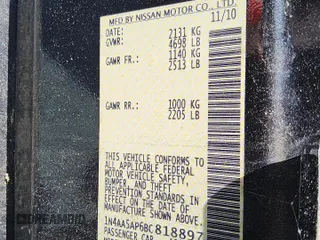 MFD BY NISSAN MOTOR CO., LTD.
DATE: 11/10
GVWR: 2131 KG
4698 LB
GAWR FR.: 1140 KG
2513 LB
GAWR RR.: 1000 KG
2205 LB
THIS VEHICLE CONFORMS TO
ALL APPLICABLE FEDERAL
MOTOR VEHICLE SAFETY,
BUMPER, AND THEFT
PREVENTION STANDARDS IN
EFFECT ON THE DATE OF
MANUFACTURE SHOWN ABOVE.
1N4AA5AP6BC818897
PASSENGER CAR
DREAMBID